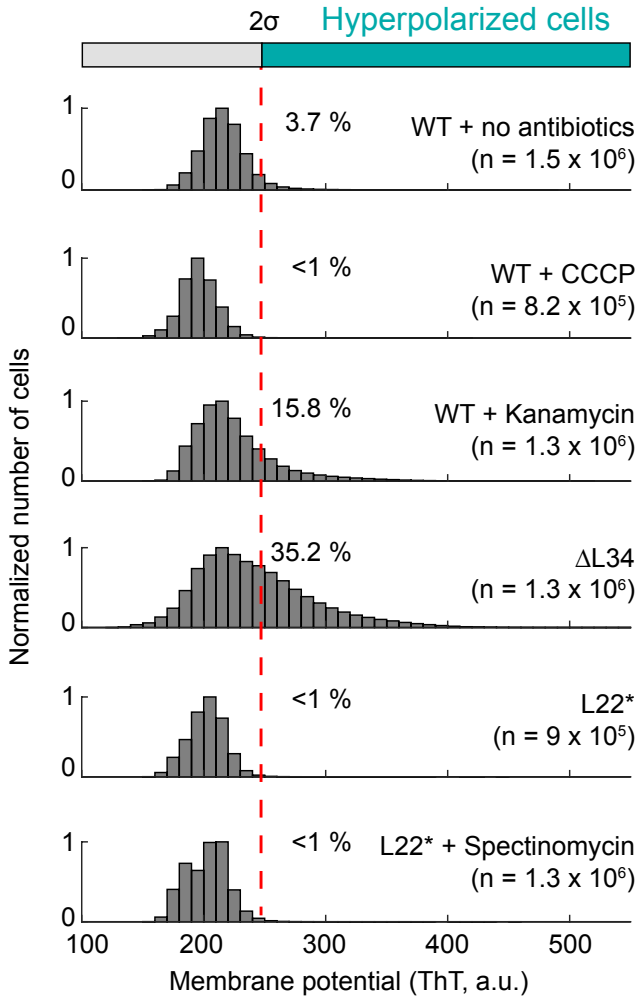 2σ Hyperpolarized cells
Normalized number of cells
1
0
3.7 %
WT + no antibiotics
(n = 1.5 x 10⁶)
1
0
<1 %
WT + CCCP
(n = 8.2 x 10⁵)
1
0
15.8 %
WT + Kanamycin
(n = 1.3 x 10⁶)
1
0
35.2 %
ΔL34
(n = 1.3 x 10⁶)
1
0
<1 %
L22*
(n = 9 x 10⁵)
1
0
<1 %
L22* + Spectinomycin
(n = 1.3 x 10⁶)
100 200 300 400 500
Membrane potential (ThT, a.u.)